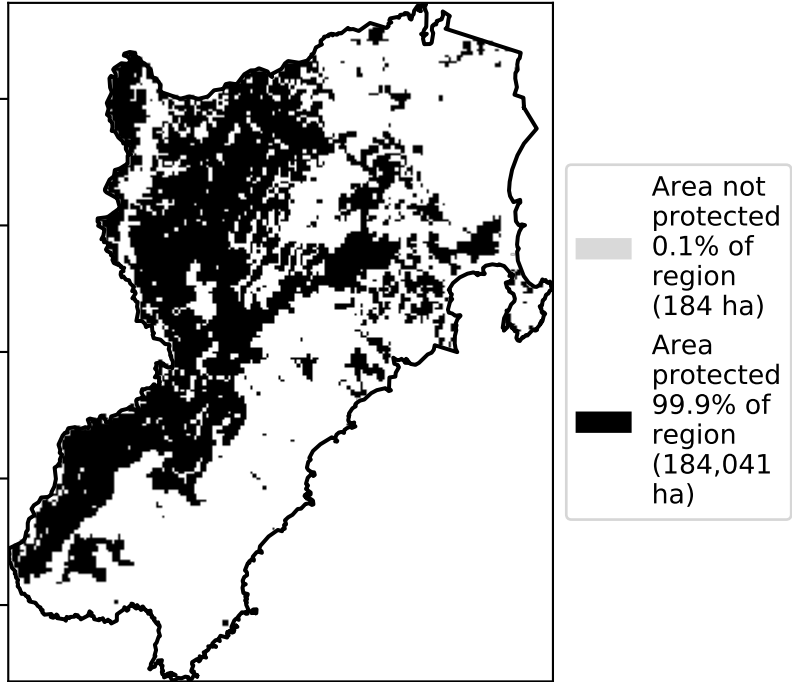 Area not
protected
0.1% of
region
(184 ha)
Area
protected
99.9% of
region
(184,041
ha)